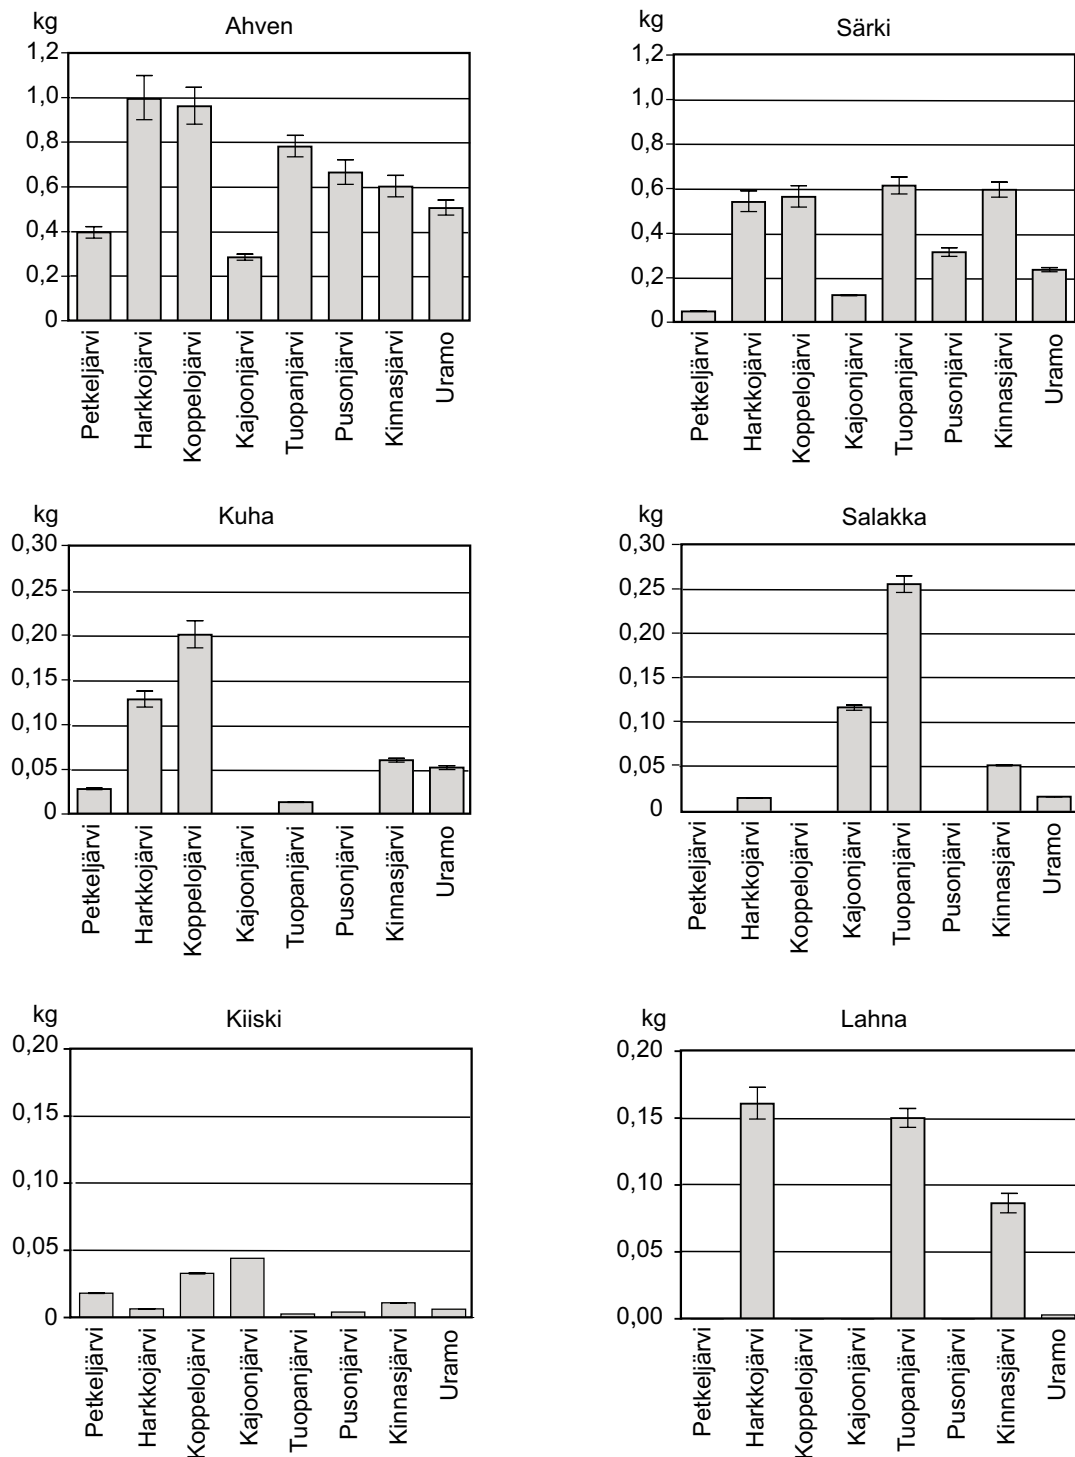 kg
Ahven
1,2
1,0
0,8
0,6
0,4
0,2
0
Petkeljärvi
Harkkojärvi
Koppelojärvi
Kajoonjärvi
Tuopanjärvi
Pusonjärvi
Kinnasjärvi
Uramo
kg
Särki
1,2
1,0
0,8
0,6
0,4
0,2
0
Petkeljärvi
Harkkojärvi
Koppelojärvi
Kajoonjärvi
Tuopanjärvi
Pusonjärvi
Kinnasjärvi
Uramo
kg
Kuha
0,30
0,25
0,20
0,15
0,10
0,05
0
Petkeljärvi
Harkkojärvi
Koppelojärvi
Kajoonjärvi
Tuopanjärvi
Pusonjärvi
Kinnasjärvi
Uramo
kg
Salakka
0,30
0,25
0,20
0,15
0,10
0,05
0
Petkeljärvi
Harkkojärvi
Koppelojärvi
Kajoonjärvi
Tuopanjärvi
Pusonjärvi
Kinnasjärvi
Uramo
kg
Kiiski
0,20
0,15
0,10
0,05
0
Petkeljärvi
Harkkojärvi
Koppelojärvi
Kajoonjärvi
Tuopanjärvi
Pusonjärvi
Kinnasjärvi
Uramo
kg
Lahna
0,20
0,15
0,10
0,05
0,00
Petkeljärvi
Harkkojärvi
Koppelojärvi
Kajoonjärvi
Tuopanjärvi
Pusonjärvi
Kinnasjärvi
Uramo